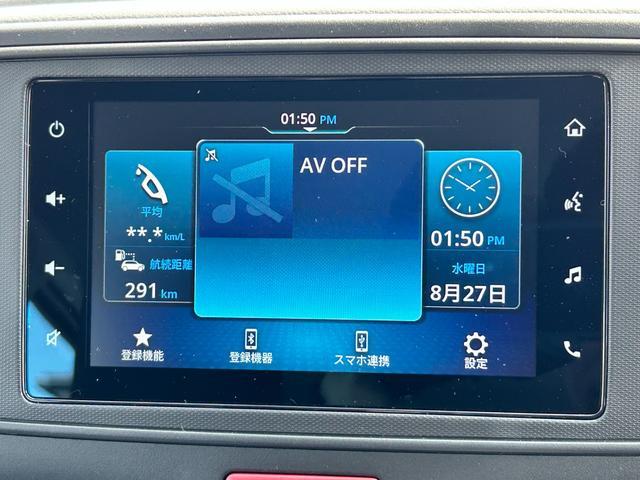 01:50 PM
AV OFF
平均
**.* km/L
航続距離
291 km
01:50 PM
水曜日
8月27日
登録機能
登録機器
スマホ連携
設定